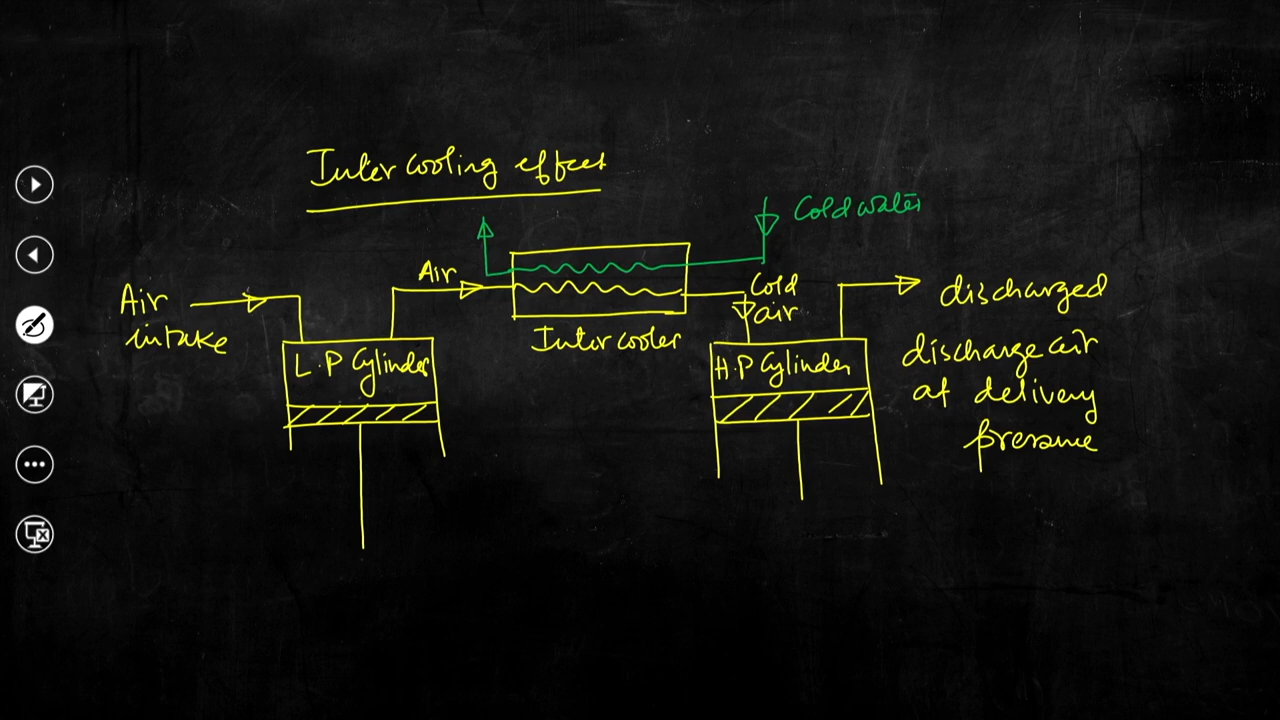 Inter cooling effect
Cold water
Air
Air
intake
Cold
air
discharged
Inter cooler
L.P Cylinder
H.P Cylinder
discharge air
at delivery
pressure